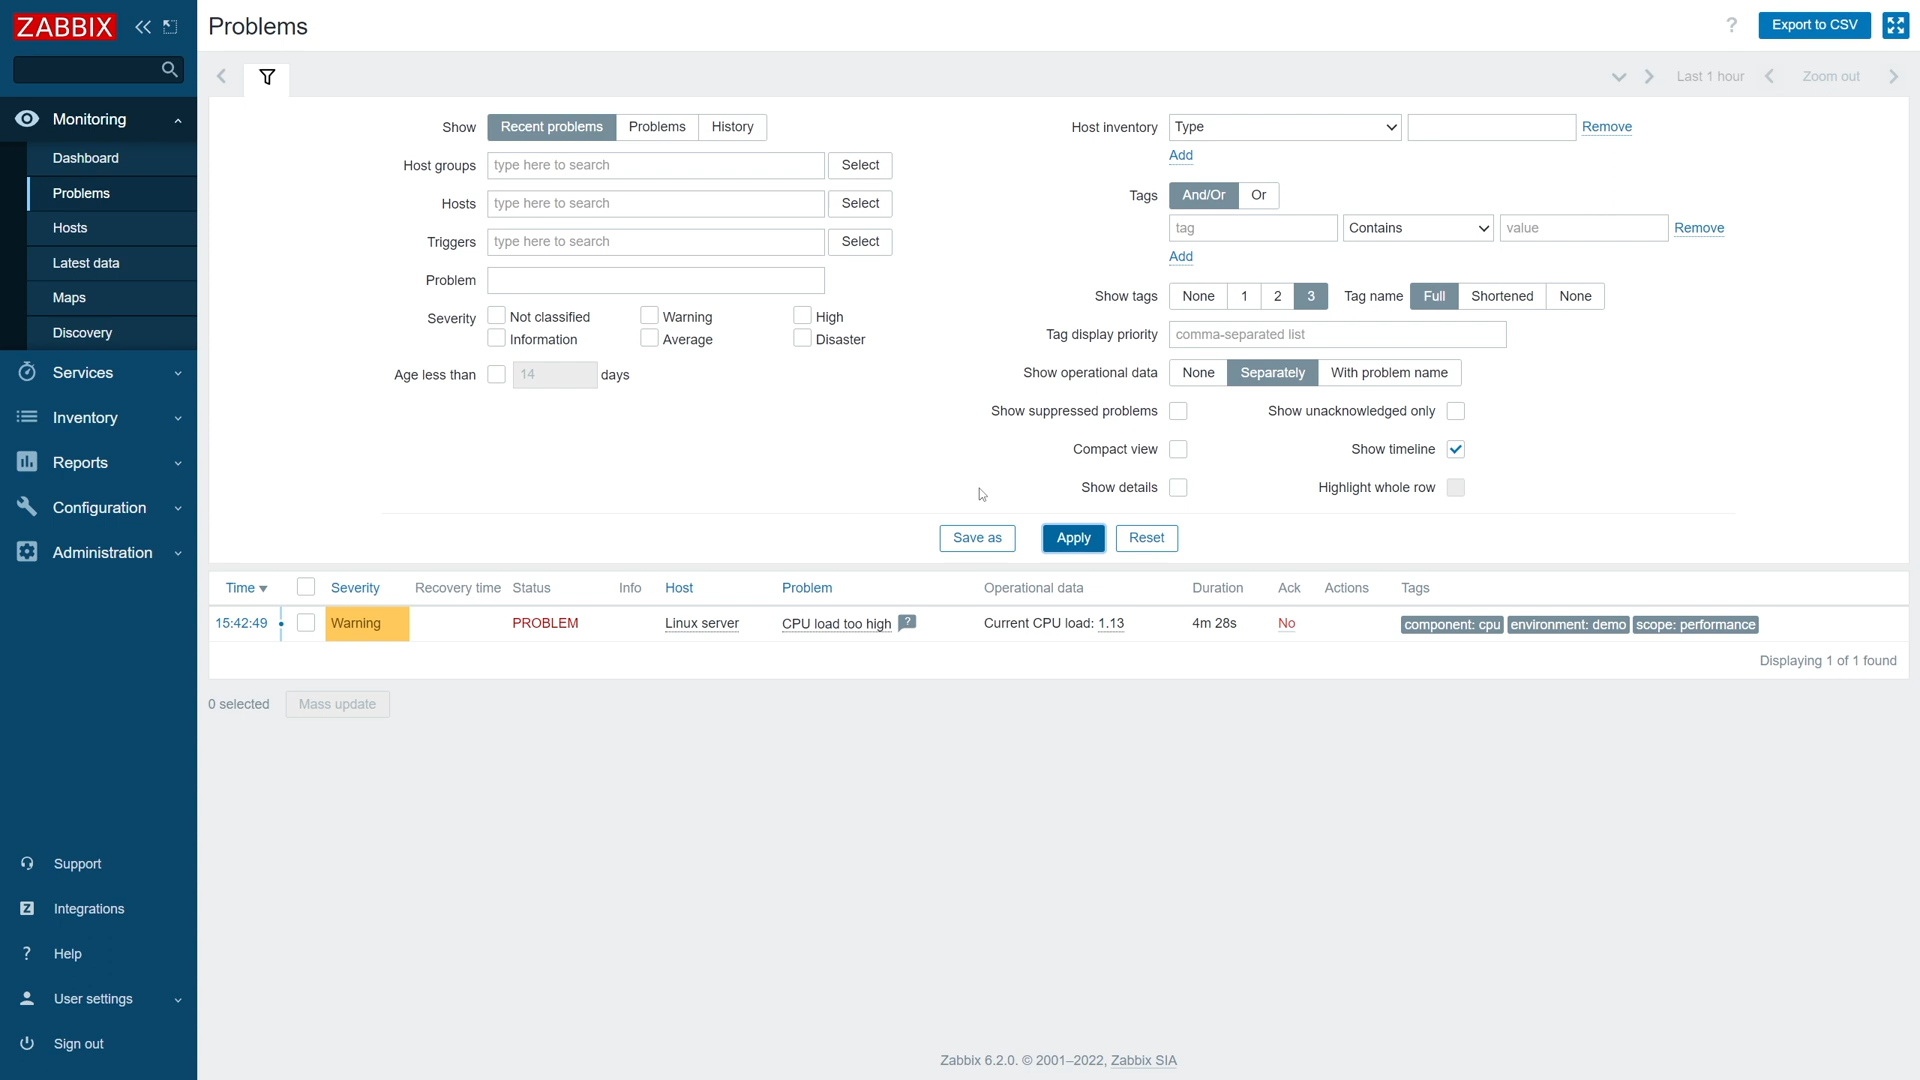 ZABBIX
Monitoring
Dashboard
Problems
Hosts
Latest data
Maps
Discovery
Services
Inventory
Reports
Configuration
Administration
Support
Z Integrations
? Help
User settings
Sign out
Problems
? Export to CSV
Last 1 hour Zoom out
Show Recent problems Problems History
Host groups type here to search Select
Hosts type here to search Select
Triggers type here to search Select
Problem
Severity Not classified Warning High
Information Average Disaster
Age less than 14 days
Host inventory Type Remove
Add
Tags And/Or Or
tag Contains value Remove
Add
Show tags None 1 2 3 Tag name Full Shortened None
Tag display priority comma-separated list
Show operational data None Separately With problem name
Show suppressed problems Show unacknowledged only
Compact view Show timeline
Show details Highlight whole row
Save as Apply Reset
Time Severity Recovery time Status Info Host Problem Operational data Duration Ack Actions Tags
15:42:49 Warning PROBLEM Linux server CPU load too high ? Current CPU load: 1.13 4m 28s No component: cpu environment: demo scope: performance
Displaying 1 of 1 found
0 selected Mass update
Zabbix 6.2.0. © 2001–2022, Zabbix SIA